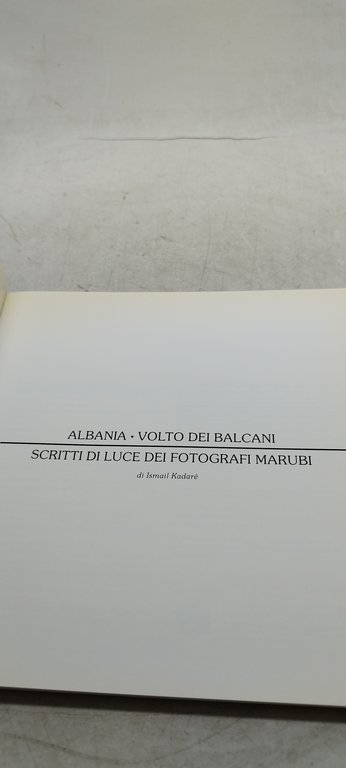 ALBANIA • VOLTO DEI BALCANI
SCRITTI DI LUCE DEI FOTOGRAFI MARUBI
di Ismail Kadaré